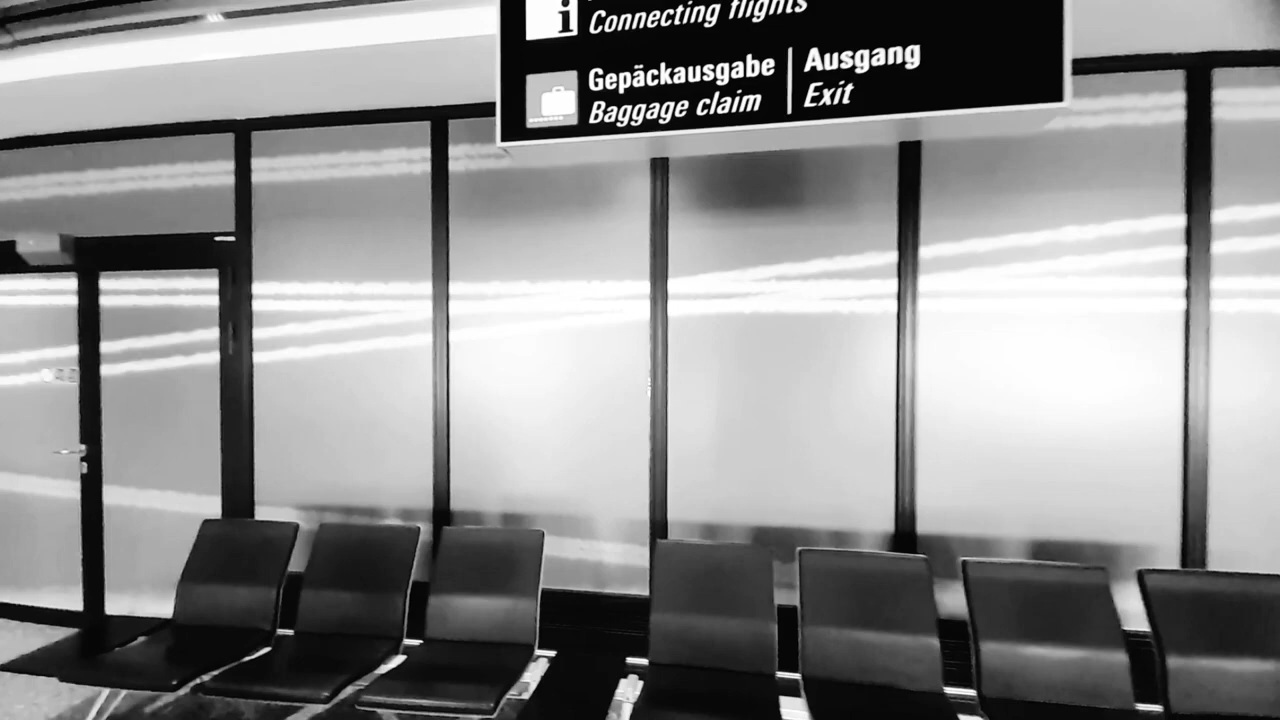 i
Connecting flights
Gepäckausgabe | Ausgang
Baggage claim | Exit